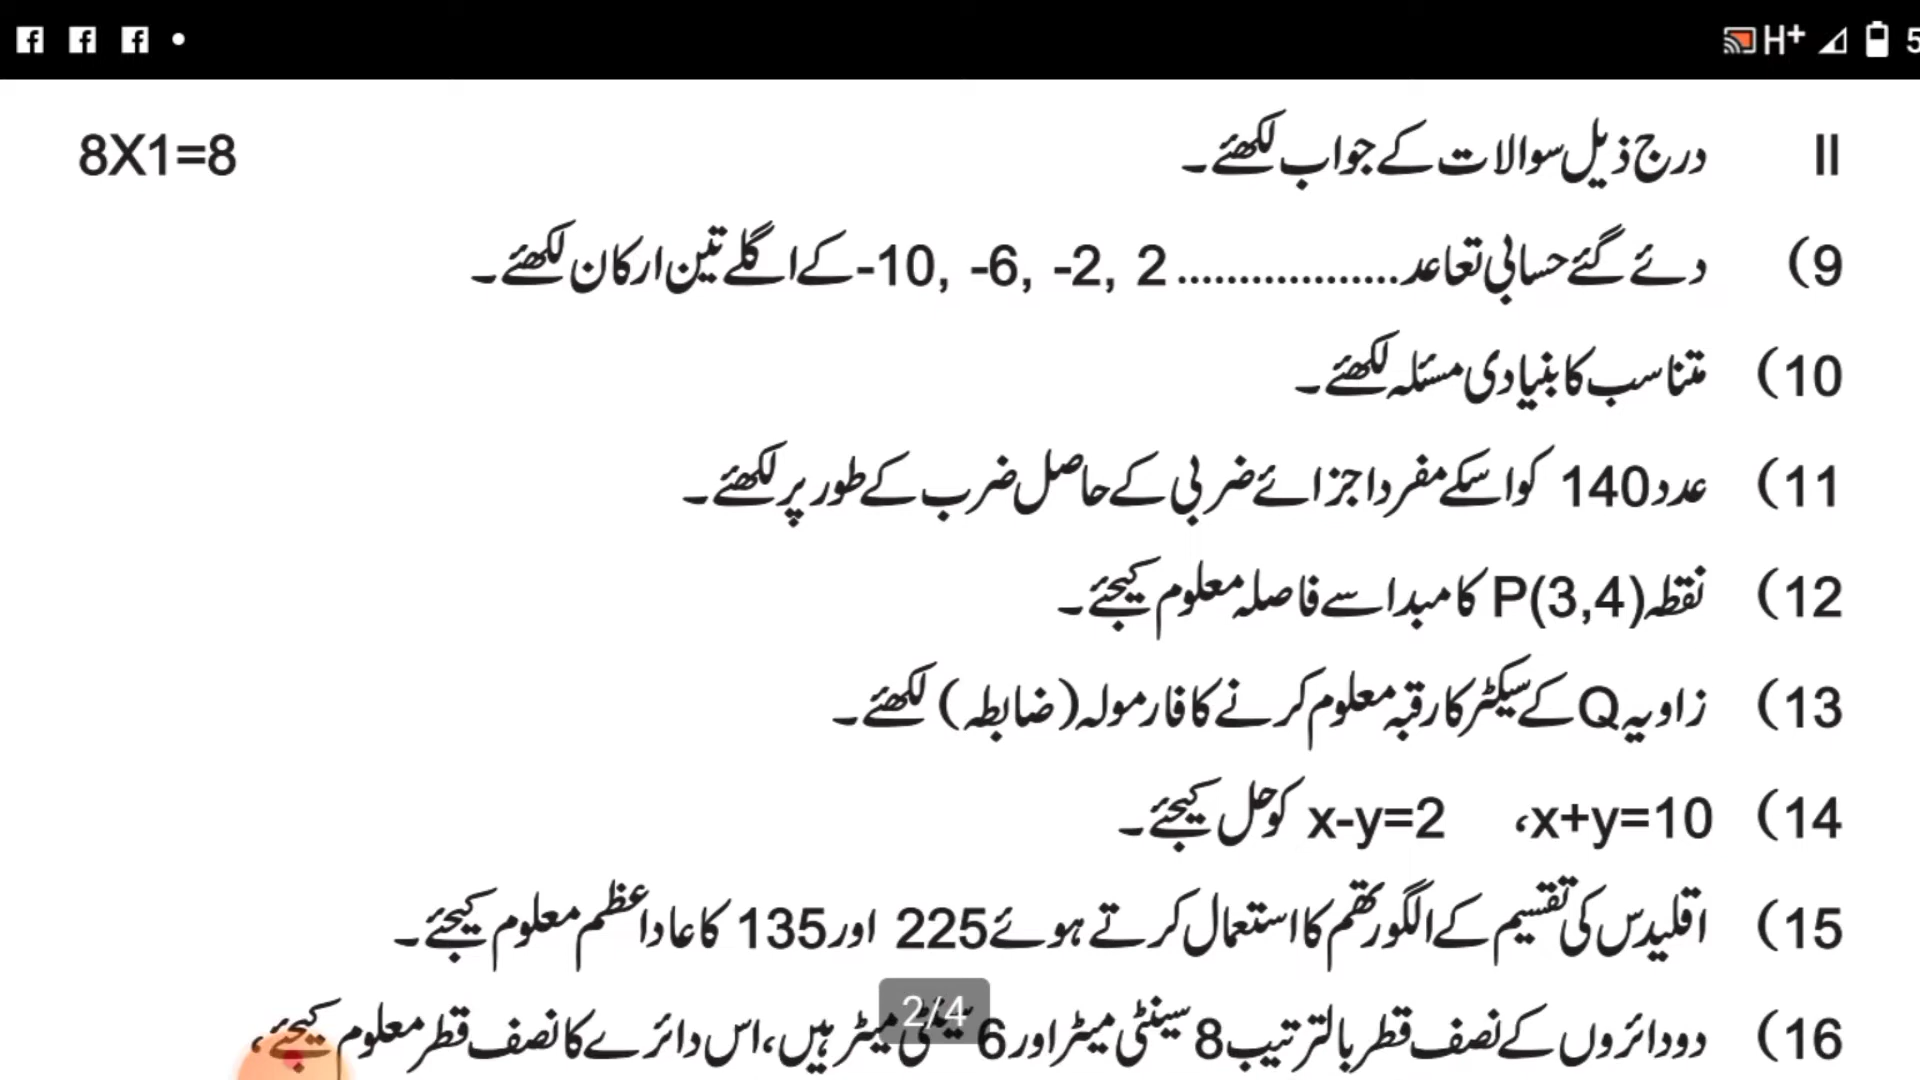 H+ 5
II درج ذیل سوالات کے جواب لکھئے۔ 8X1=8
9) دئے گئے حسابی تعاعد..................-10, -6, -2, 2 کے اگلے تین ارکان لکھئے۔
10) متناسب کا بنیادی مسئلہ لکھئے۔
11) عدد 140 کو اسکے مفرد اجزائے ضربی کے حاصل ضرب کے طور پر لکھئے۔
12) نقطہ P(3,4) کا مبدا سے فاصلہ معلوم کیجئے۔
13) زاویہ Q کے سیکٹر کا رقبہ معلوم کرنے کا فارمولہ (ضابطہ) لکھئے۔
14) x+y=10، x-y=2 کو حل کیجئے۔
15) اقلیدس کی تقسیم کے الگورتھم کا استعمال کرتے ہوئے 225 اور 135 کا عاد اعظم معلوم کیجئے۔
16) دو دائروں کے نصف قطر بالترتیب 8 سینٹی میٹر اور 6 میٹر ہیں، اس دائرے کا نصف قطر معلوم کیجئے،
2/4